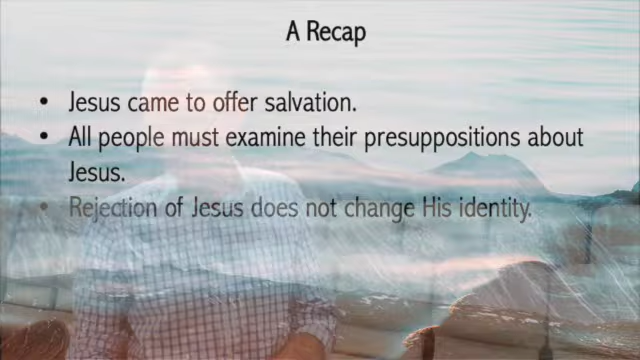 A Recap
• Jesus came to offer salvation.
• All people must examine their presuppositions about
Jesus.
• Rejection of Jesus does not change His identity.